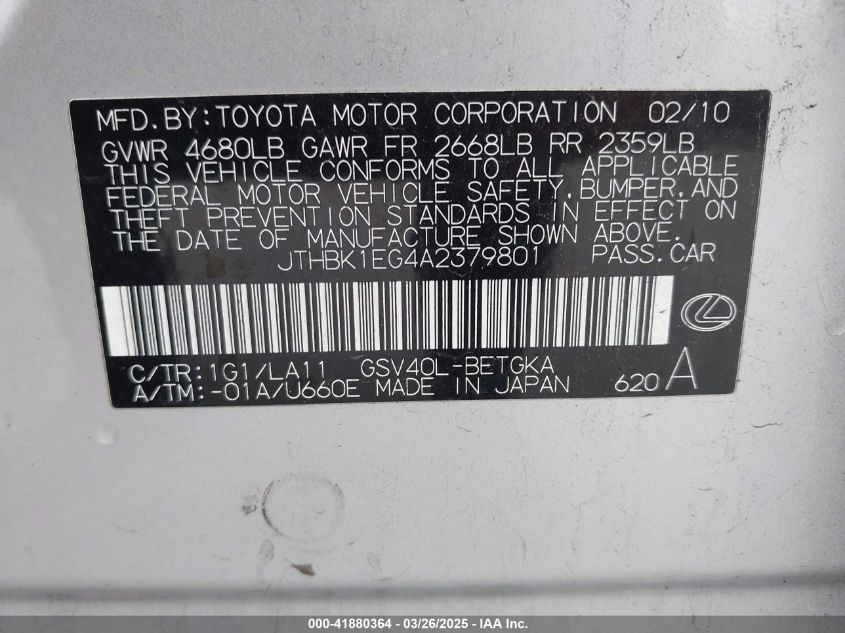 MFD.BY:TOYOTA MOTOR CORPORATION 02/10
GVWR 4680LB GAWR FR 2668LB RR 2359LB
THIS VEHICLE CONFORMS TO ALL APPLICABLE
FEDERAL MOTOR VEHICLE SAFETY,BUMPER,AND
THEFT PREVENTION STANDARDS IN EFFECT ON
THE DATE OF MANUFACTURE SHOWN ABOVE.
JTHBK1EG4A2379801 PASS.CAR
C/TR:1G1/LA11 GSV40L-BETGKA
A/TM:-01A/U660E MADE IN JAPAN 620A
000-41880364 - 03/26/2025 - IAA Inc.